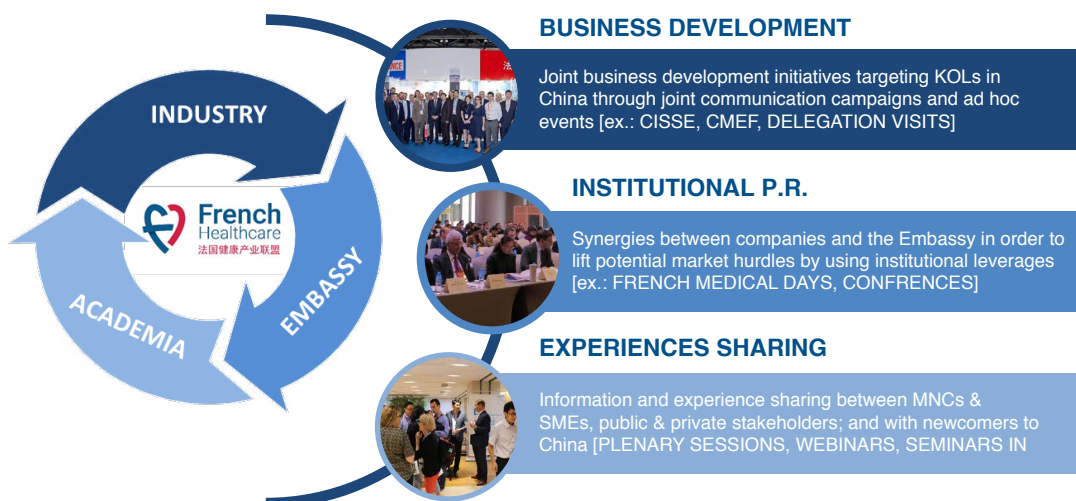 INDUSTRY
EMBASSY
ACADEMIA
French
Healthcare
法国健康产业联盟
BUSINESS DEVELOPMENT
Joint business development initiatives targeting KOLs in
China through joint communication campaigns and ad hoc
events [ex.: CISSE, CMEF, DELEGATION VISITS]
INSTITUTIONAL P.R.
Synergies between companies and the Embassy in order to
lift potential market hurdles by using institutional leverages
[ex.: FRENCH MEDICAL DAYS, CONFRENCES]
EXPERIENCES SHARING
Information and experience sharing between MNCs &
SMEs, public & private stakeholders; and with newcomers to
China [PLENARY SESSIONS, WEBINARS, SEMINARS IN